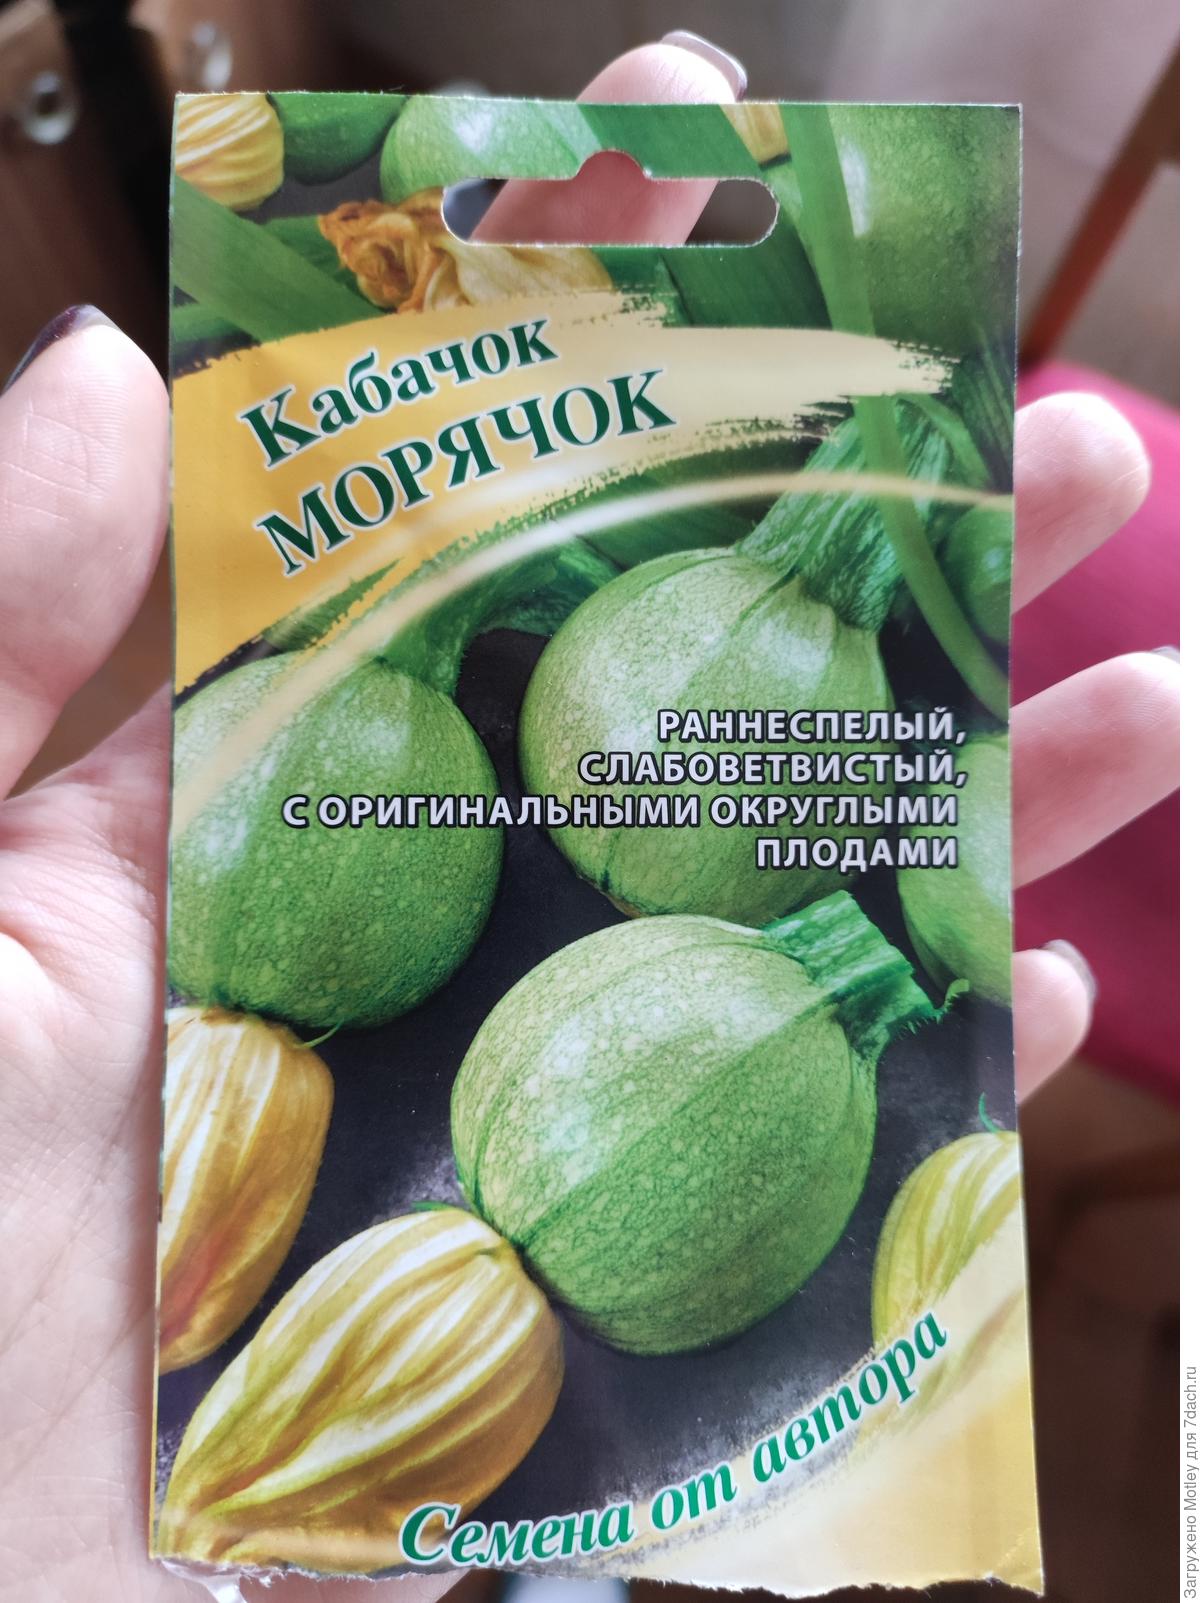 Кабачок
МОРЯЧОК
РАННЕСПЕЛЫЙ,
СЛАБОВЕТВИСТЫЙ,
С ОРИГИНАЛЬНЫМИ ОКРУГЛЫМИ
ПЛОДАМИ
Семена от автора
Загружено Motley для 7dach.ru